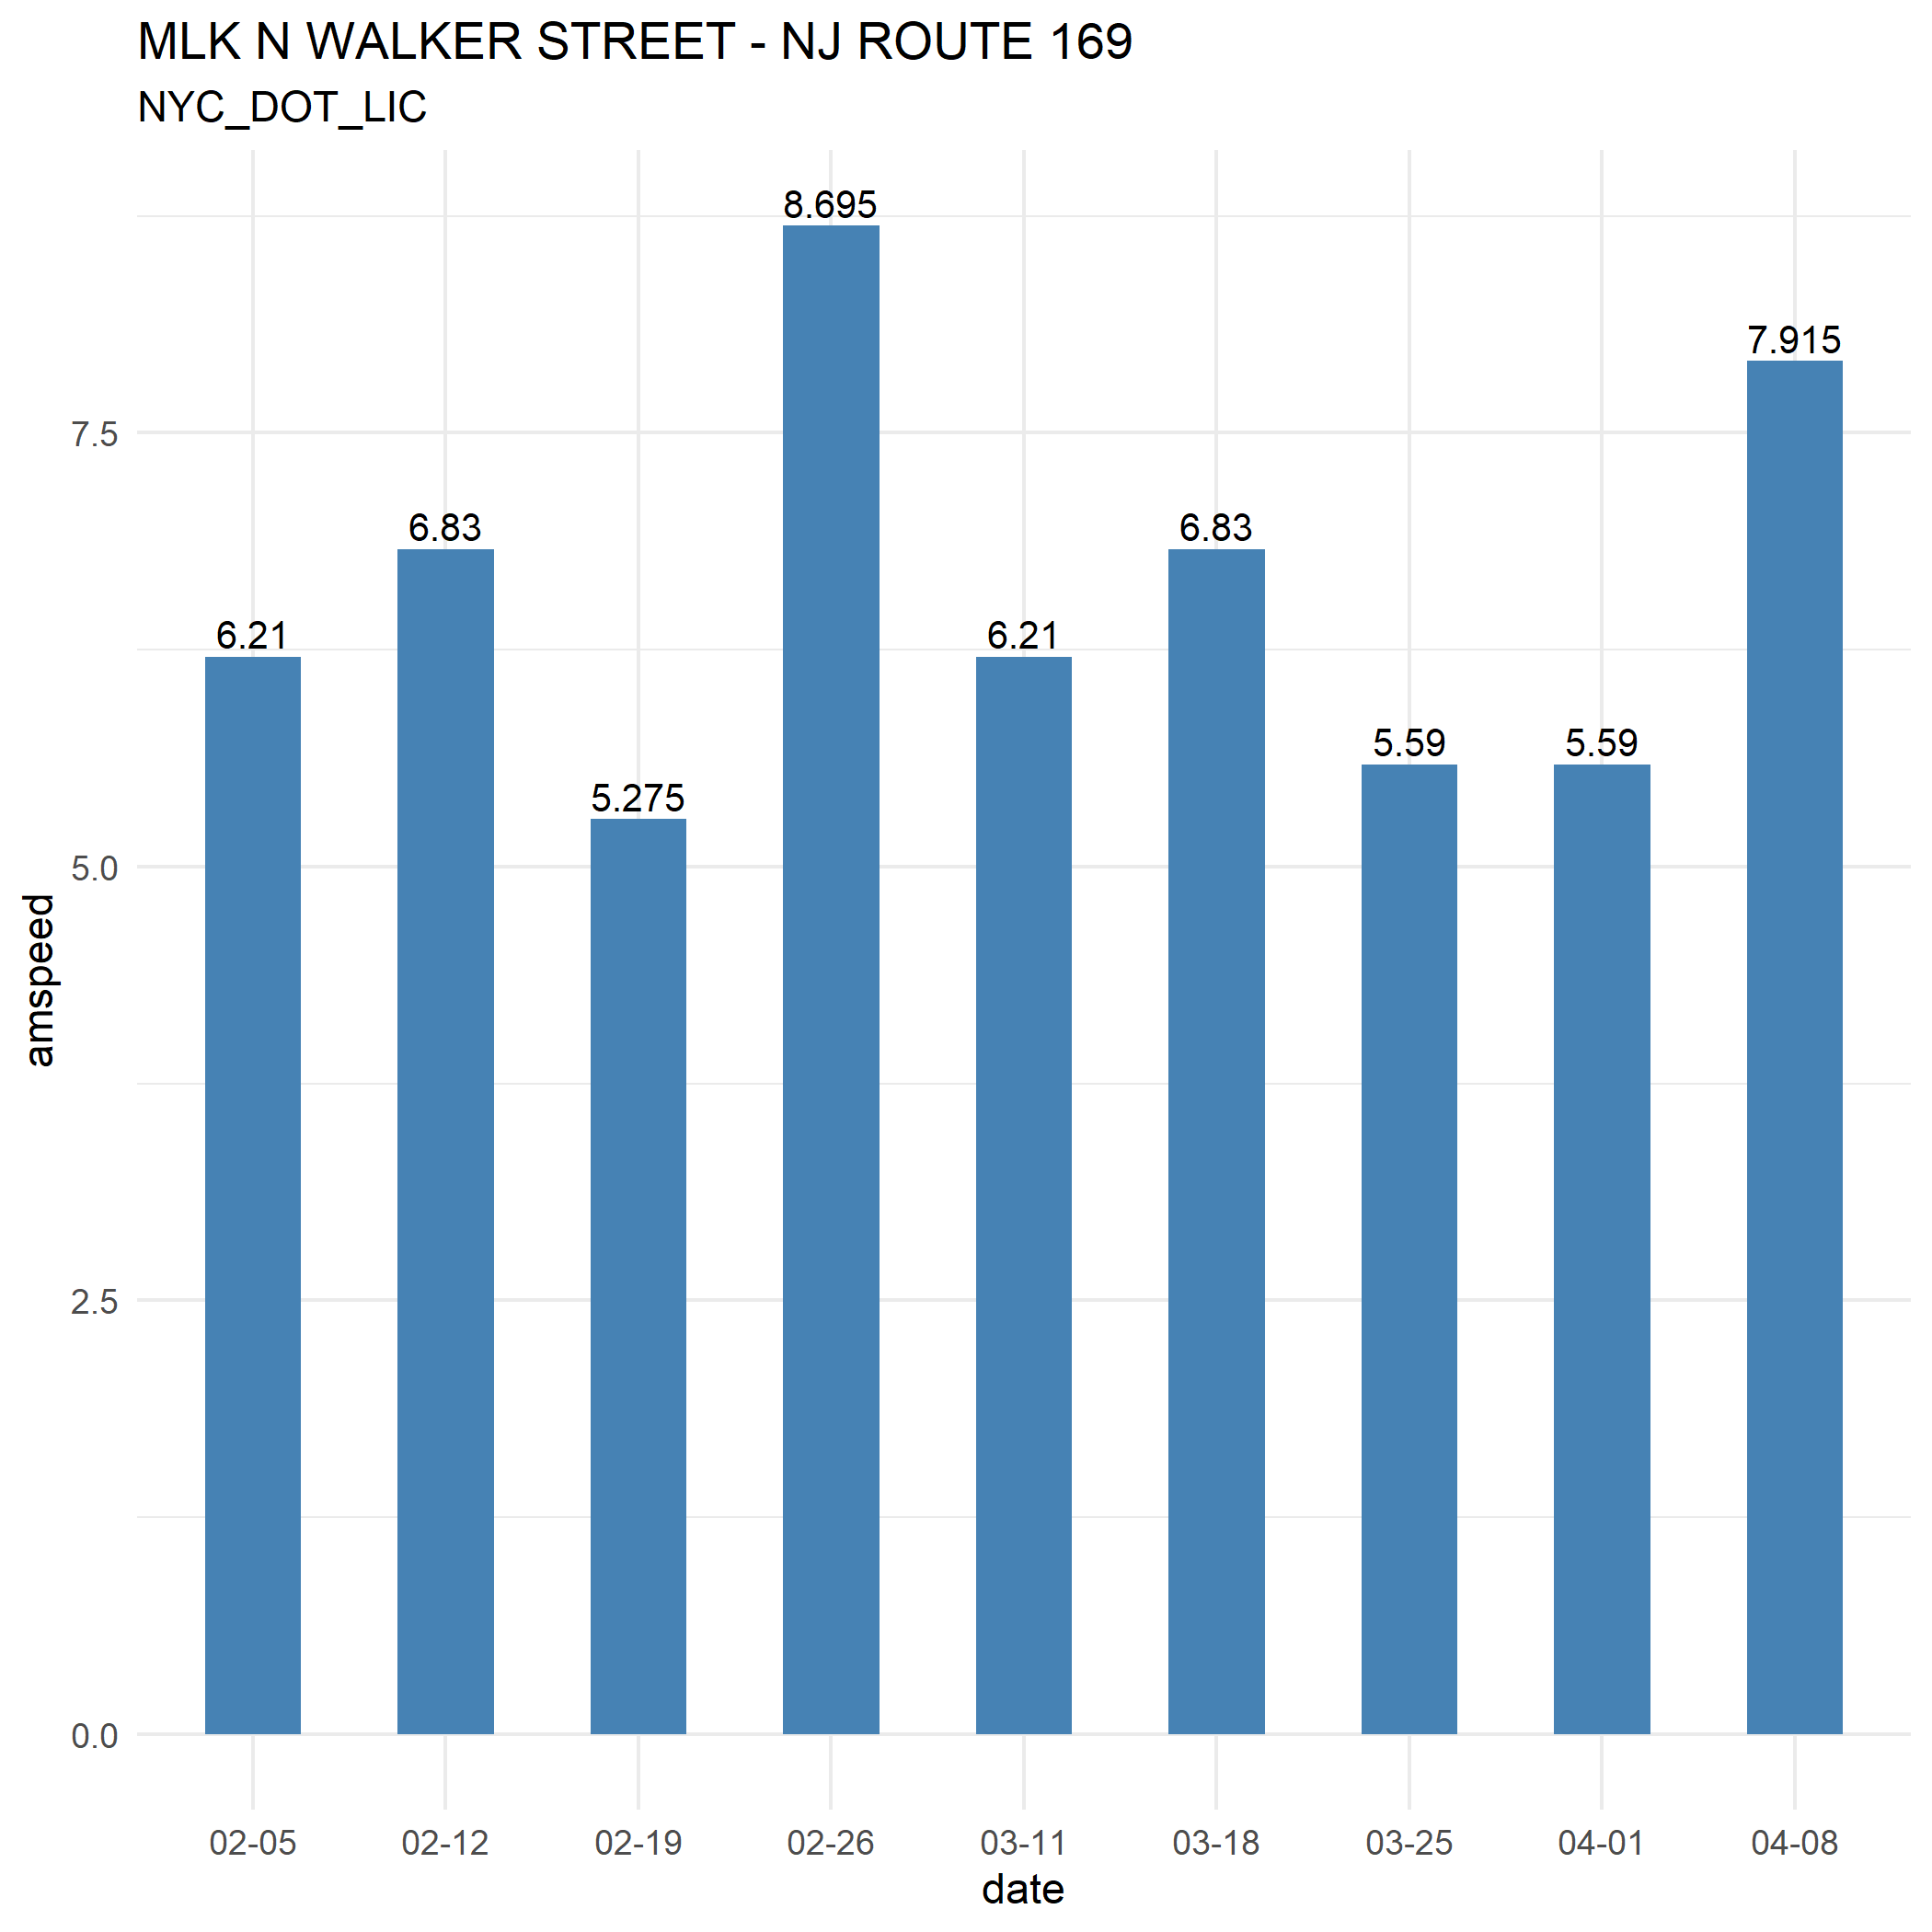 MLK N WALKER STREET - NJ ROUTE 169
NYC_DOT_LIC
8.695
7.915
7.5
6.83
6.83
6.21
6.21
5.59
5.59
5.275
5.0
amspeed
2.5
0.0
02-05 02-12 02-19 02-26 03-11 03-18 03-25 04-01 04-08
date